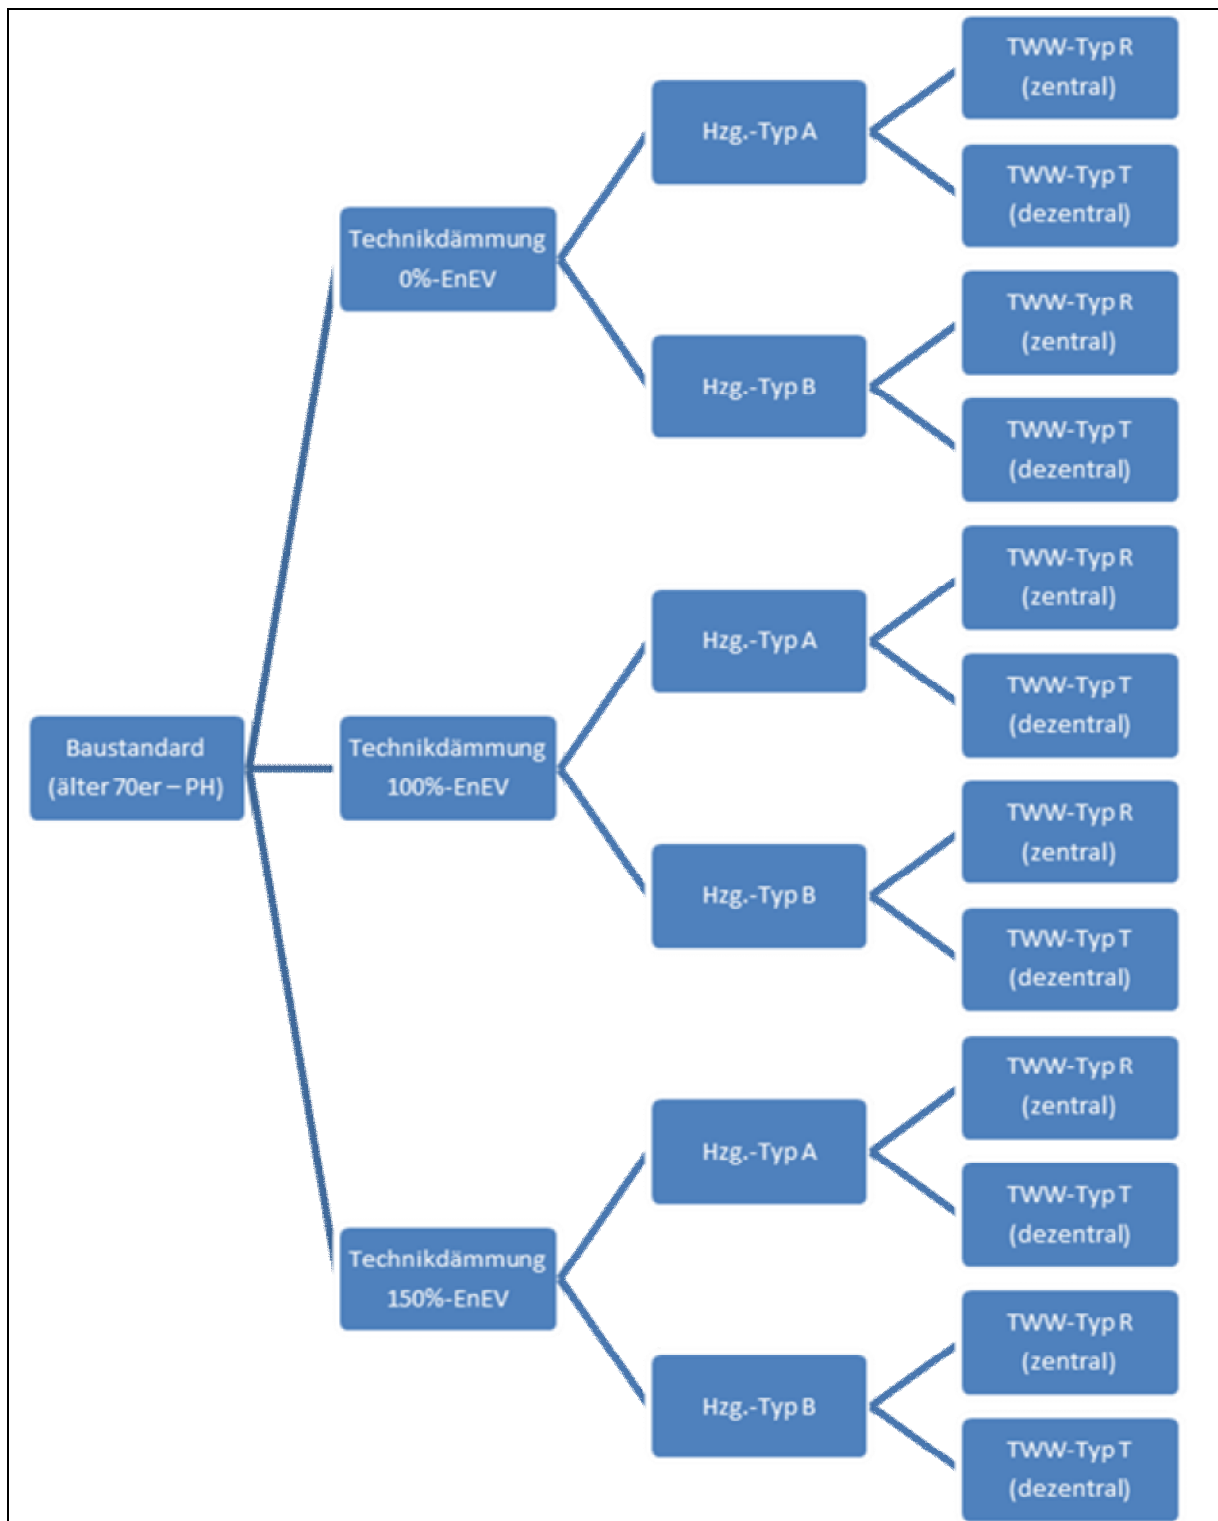 Baustandard
(älter 70er – PH)
Technikdämmung
0%-EnEV
Hzg.-Typ A
TWW-Typ R
(zentral)
TWW-Typ T
(dezentral)
Hzg.-Typ B
TWW-Typ R
(zentral)
TWW-Typ T
(dezentral)
Technikdämmung
100%-EnEV
Hzg.-Typ A
TWW-Typ R
(zentral)
TWW-Typ T
(dezentral)
Hzg.-Typ B
TWW-Typ R
(zentral)
TWW-Typ T
(dezentral)
Technikdämmung
150%-EnEV
Hzg.-Typ A
TWW-Typ R
(zentral)
TWW-Typ T
(dezentral)
Hzg.-Typ B
TWW-Typ R
(zentral)
TWW-Typ T
(dezentral)